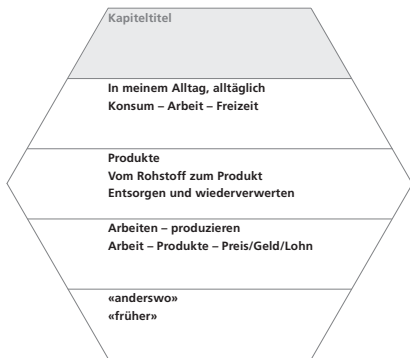 Kapiteltitel
In meinem Alltag, alltäglich
Konsum – Arbeit – Freizeit
Produkte
Vom Rohstoff zum Produkt
Entsorgen und wiederverwerten
Arbeiten – produzieren
Arbeit – Produkte – Preis/Geld/Lohn
«anderswo»
«früher»